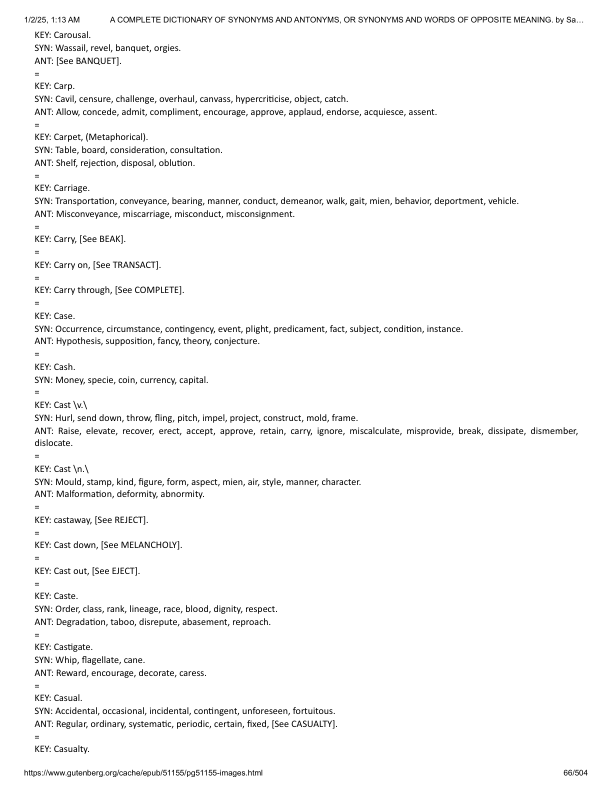 1/2/25, 1:13 AM A COMPLETE DICTIONARY OF SYNONYMS AND ANTONYMS, OR SYNONYMS AND WORDS OF OPPOSITE MEANING. by Sa…
KEY: Carousal.
SYN: Wassail, revel, banquet, orgies.
ANT: [See BANQUET].
=
KEY: Carp.
SYN: Cavil, censure, challenge, overhaul, canvass, hypercriticise, object, catch.
ANT: Allow, concede, admit, compliment, encourage, approve, applaud, endorse, acquiesce, assent.
=
KEY: Carpet, (Metaphorical).
SYN: Table, board, consideration, consultation.
ANT: Shelf, rejection, disposal, oblution.
=
KEY: Carriage.
SYN: Transportation, conveyance, bearing, manner, conduct, demeanor, walk, gait, mien, behavior, deportment, vehicle.
ANT: Misconveyance, miscarriage, misconduct, misconsignment.
=
KEY: Carry, [See BEAK].
=
KEY: Carry on, [See TRANSACT].
=
KEY: Carry through, [See COMPLETE].
=
KEY: Case.
SYN: Occurrence, circumstance, contingency, event, plight, predicament, fact, subject, condition, instance.
ANT: Hypothesis, supposition, fancy, theory, conjecture.
=
KEY: Cash.
SYN: Money, specie, coin, currency, capital.
=
KEY: Cast \v.\
SYN: Hurl, send down, throw, fling, pitch, impel, project, construct, mold, frame.
ANT: Raise, elevate, recover, erect, accept, approve, retain, carry, ignore, miscalculate, misprovide, break, dissipate, dismember,
dislocate.
=
KEY: Cast \n.\
SYN: Mould, stamp, kind, figure, form, aspect, mien, air, style, manner, character.
ANT: Malformation, deformity, abnormity.
=
KEY: castaway, [See REJECT].
=
KEY: Cast down, [See MELANCHOLY].
=
KEY: Cast out, [See EJECT].
=
KEY: Caste.
SYN: Order, class, rank, lineage, race, blood, dignity, respect.
ANT: Degradation, taboo, disrepute, abasement, reproach.
=
KEY: Castigate.
SYN: Whip, flagellate, cane.
ANT: Reward, encourage, decorate, caress.
=
KEY: Casual.
SYN: Accidental, occasional, incidental, contingent, unforeseen, fortuitous.
ANT: Regular, ordinary, systematic, periodic, certain, fixed, [See CASUALTY].
=
KEY: Casualty.
https://www.gutenberg.org/cache/epub/51155/pg51155-images.html 66/504